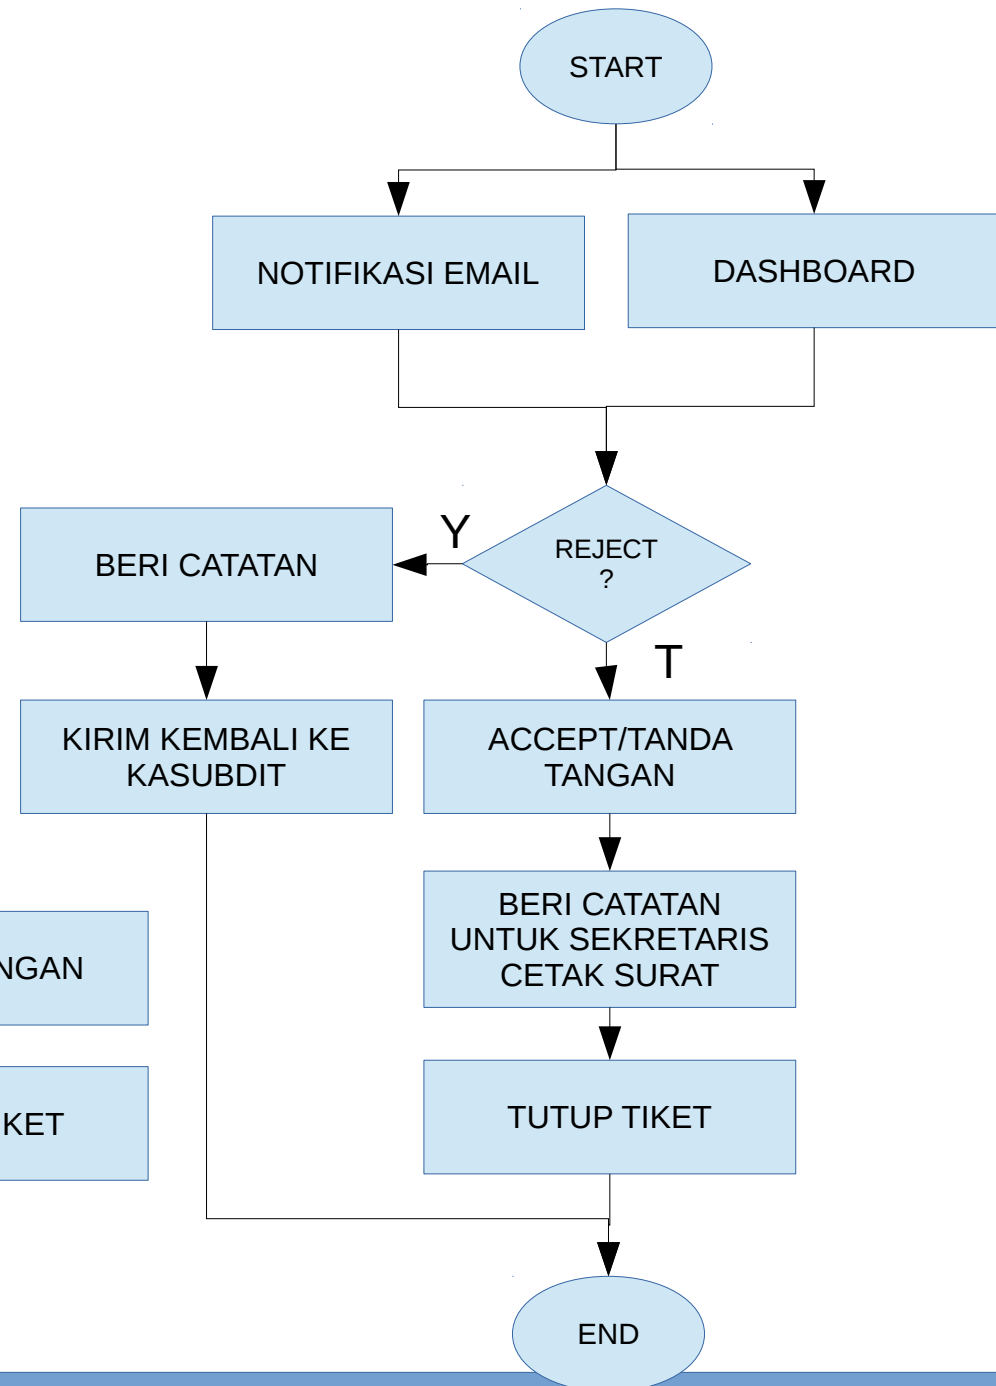 START
NOTIFIKASI EMAIL
DASHBOARD
REJECT
?
Y
BERI CATATAN
T
KIRIM KEMBALI KE
KASUBDIT
ACCEPT/TANDA
TANGAN
BERI CATATAN
UNTUK SEKRETARIS
CETAK SURAT
NGAN
KET
TUTUP TIKET
END